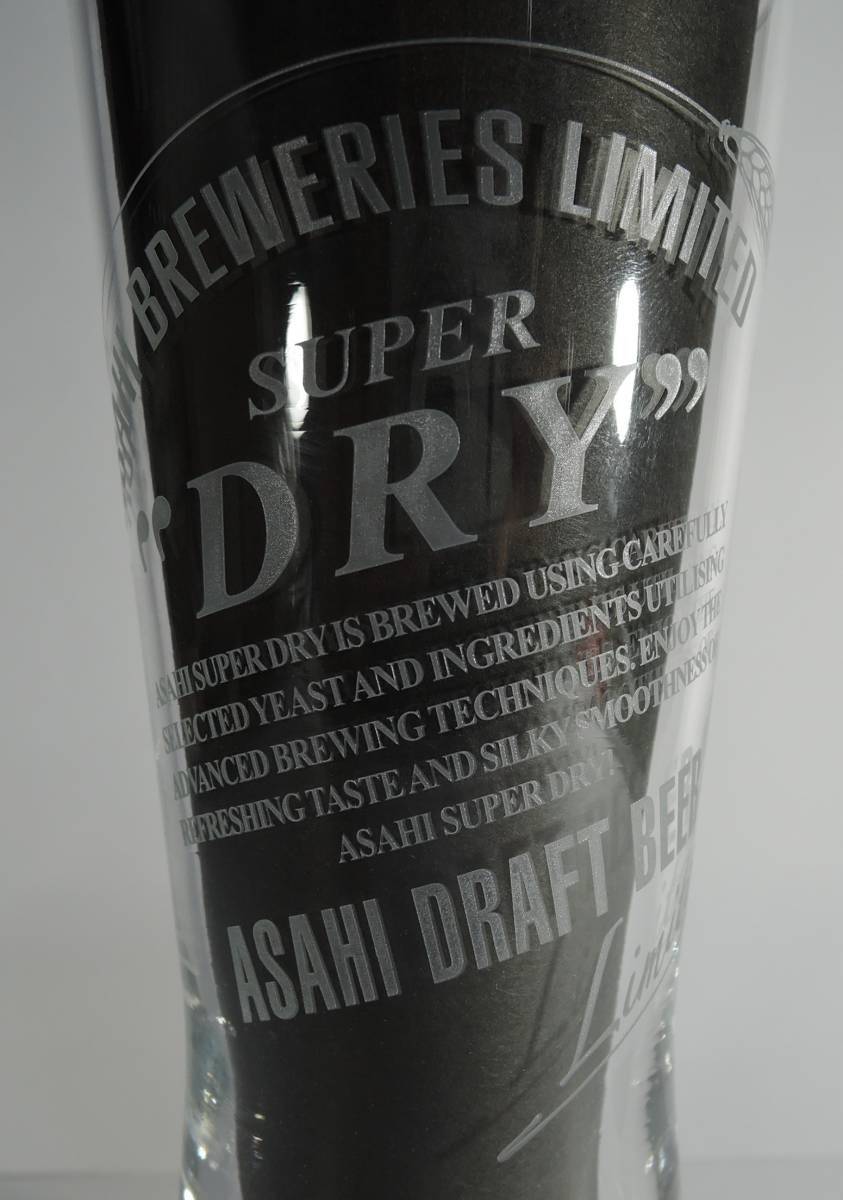 ASAHI BREWERIES LIMITED
SUPER
“DRY”
ASAHI SUPER DRY IS BREWED USING CAREFULLY
SELECTED YEAST AND INGREDIENTS UTILISING
ADVANCED BREWING TECHNIQUES. ENJOY THE
REFRESHING TASTE AND SILKY SMOOTHNESS OF
ASAHI SUPER DRY!
ASAHI DRAFT BEER